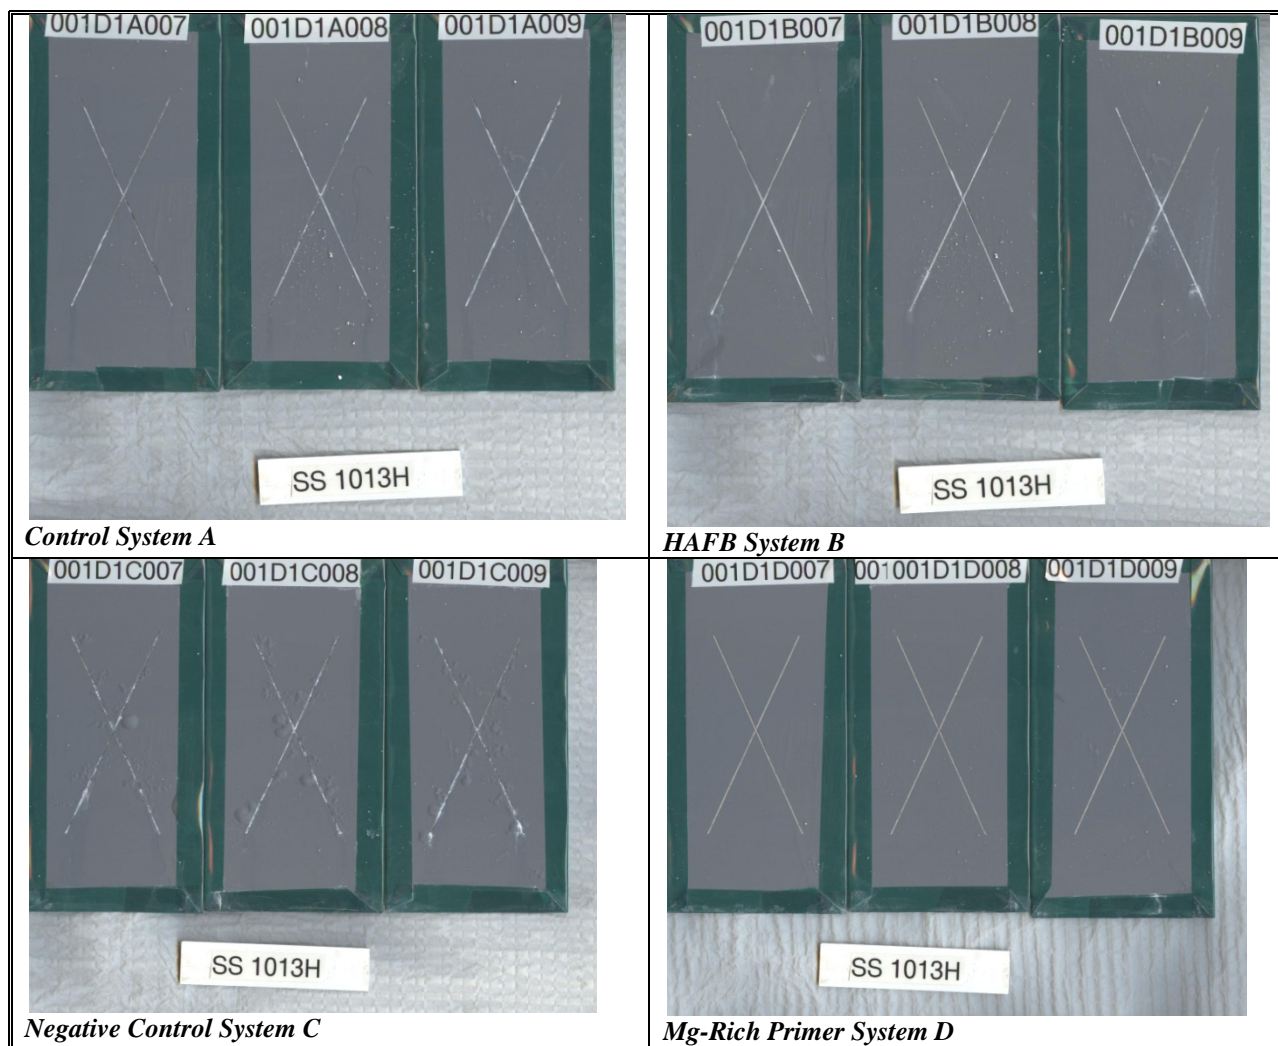 001D1A007
001D1A008
001D1A009
SS 1013H
Control System A
001D1B007
001D1B008
001D1B009
SS 1013H
HAFB System B
001D1C007
001D1C008
001D1C009
SS 1013H
Negative Control System C
001D1D007
001001D1D008
001D1D009
SS 1013H
Mg-Rich Primer System D